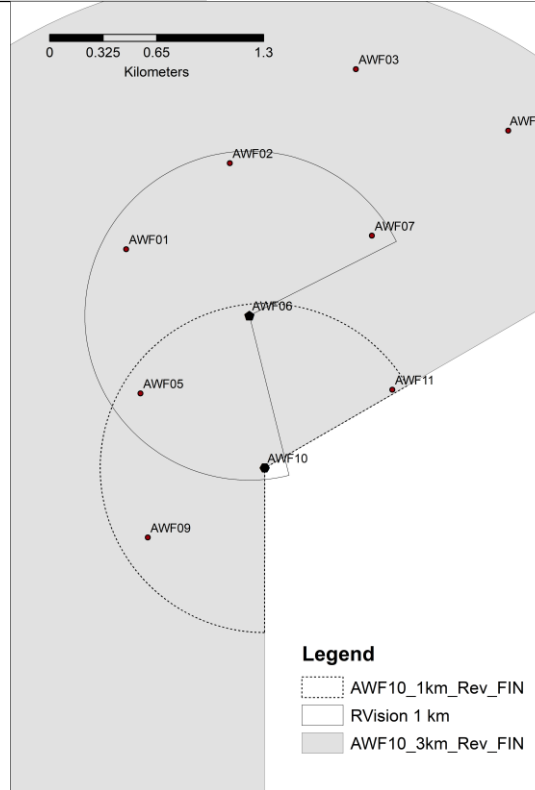 0 0.325 0.65 1.3
Kilometers
AWF03
AWF
AWF02
AWF07
AWF01
AWF06
AWF05
AWF11
AWF10
AWF09
Legend
AWF10_1km_Rev_FIN
RVision 1 km
AWF10_3km_Rev_FIN